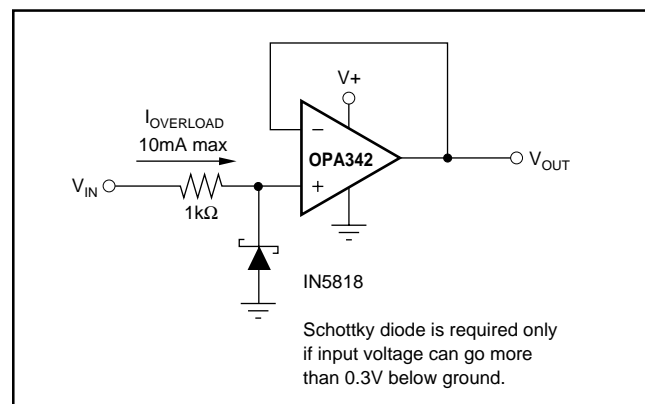 V+
IOVERLOAD
10mA max
−
OPA342
+
VOUT
VIN
1kΩ
IN5818
Schottky diode is required only
if input voltage can go more
than 0.3V below ground.